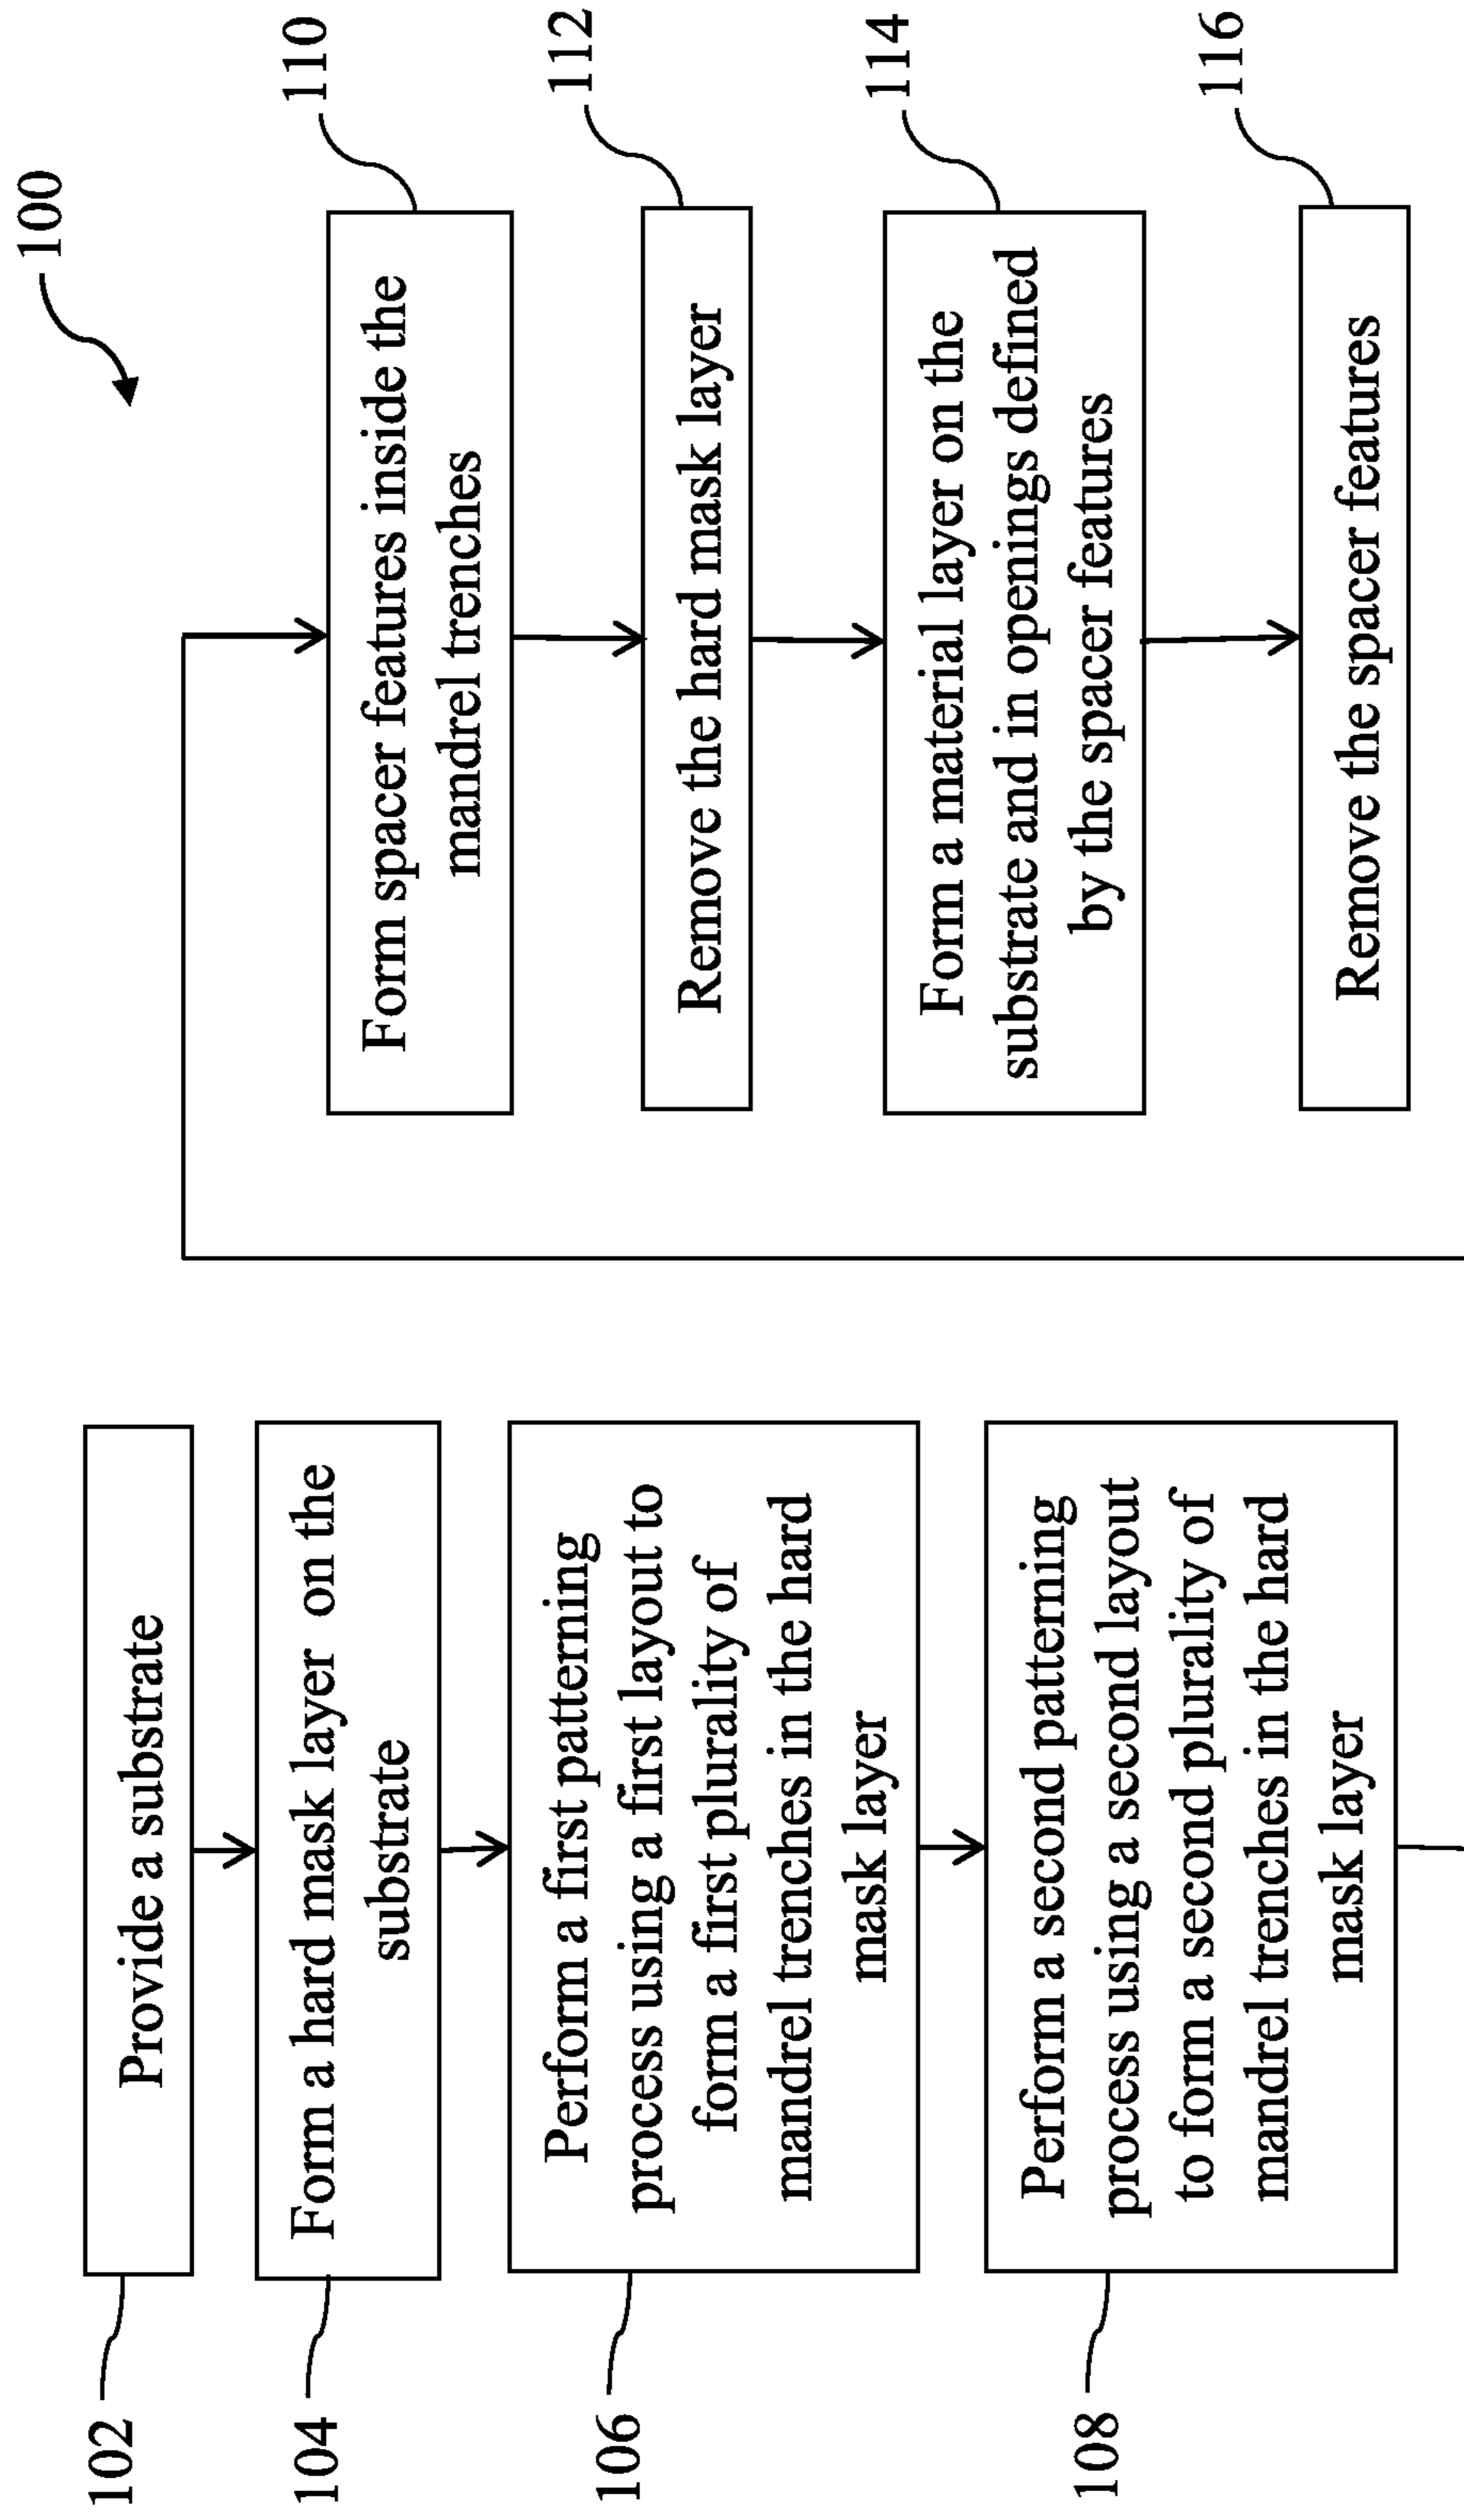 100
102
Provide a substrate
104
Form a hard mask layer on the
substrate
106
Perform a first patterning
process using a first layout to
form a first plurality of
mandrel trenches in the hard
mask layer
108
Perform a second patterning
process using a second layout
to form a second plurality of
mandrel trenches in the hard
mask layer
110
Form spacer features inside the
mandrel trenches
112
Remove the hard mask layer
114
Form a material layer on the
substrate and in openings defined
by the spacer features
116
Remove the spacer features